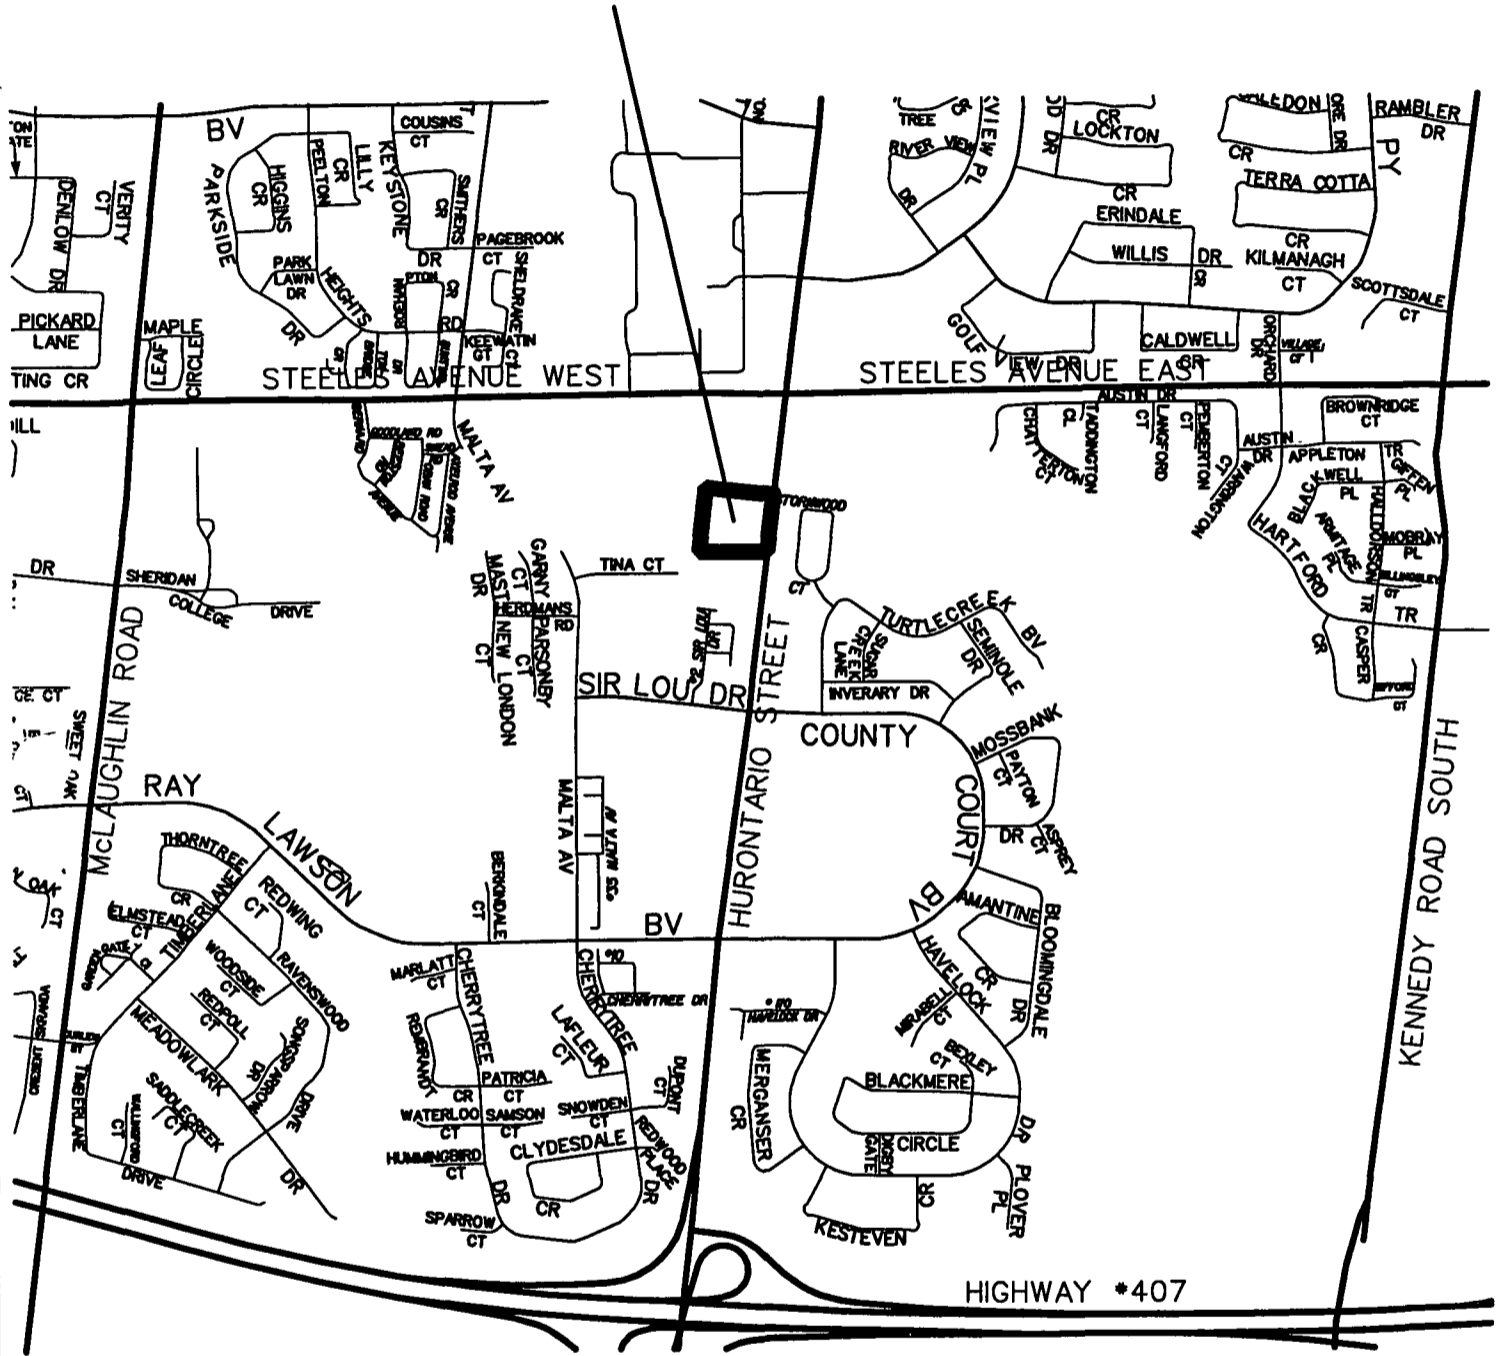 BV
COUSINS
CT
TREE
RIVER VIEW
DR
VIEW PL
CR
LOCKTON
CR
RAMBLER
DR
PY
CR
TERRA COTTA
CR
ERINDALE
WILLIS DR
CR
KILMANAGH
CT
SCOTTSDALE
CT
VERITY
CT
DENLOW DR
PARKSIDE
HIGGINS
CR
PEELTON
LILLY
CR
KEYSTONE
SMITHERS
CR
DR
PAGEBROOK
CT
SHELDRAKE
CT
PARK
LAWN
DR
HEIGHTS
DR
CR
RD
KEEWATIN
CT
PICKARD
LANE
TING CR
MAPLE
LEAF
CIRCLE
GOLF
CALDWELL
CR
ORCHARD
DR
STEELES AVENUE WEST
STEELES AVENUE EAST
AUSTIN DR
CHATTERTON
CT
TADDINGTON
CL
LANGFORD
CT
PEMBERTON
CT
WARRINGTON
CT
AUSTIN
DR
APPLETON
TR
BROWNRIDGE
CT
GIFFEN
PL
BLACKWELL
PL
HALLDORSON TR
ARMITAGE
PL
MOBRAY
PL
HARTFORD
TR
CASPER
CR
MALTA AV
DR
SHERIDAN
COLLEGE
DRIVE
GARNY
CT
MAST
DR
HERDMANS
RD
PARSONBY
CT
NEW LONDON
CT
TINA CT
SIR LOU DR
CT
TURTLECREEK
BV
SUGAR
CREEK
LANE
SEMINOLE
DR
INVERARY DR
COUNTY
COURT
BV
MOSSBANK
PAYTON
CT
DR
ASPREY
CT
McLAUGHLIN ROAD
HURONTARIO STREET
KENNEDY ROAD SOUTH
SWEET OAK
CT
RAY
LAWSON
BV
MALTA AV
BERKINDALE
CT
THORNTREE
CR
ELMSTEAD
CT
TIMBERLANE
REDWING
CT
WOODSIDE
CT
RAVENSWOOD
DRIVE
REDPOLL
CT
MEADOWLARK
DR
SONGSPARROW
DR
SADDLECREEK
CT
TIMBERLANE
DRIVE
MARLATT
CT
CHERRYTREE
DR
REMBRANDT
CR
PATRICIA
CT
WATERLOO
CT
SAMSON
CT
HUMMINGBIRD
CT
SPARROW
CT
CHERRYTREE
DR
CHERRYTREE DR
LAFLEUR
CT
DUPONT
CT
SNOWDEN
CT
CLYDESDALE
CR
REDWOOD
PLACE
AMANTINE
CR
BLOOMINGDALE
DR
HAVELOCK
DR
HAVELOCK DR
MIRABELL
CT
BEXLEY
CT
MERGANSER
CR
BLACKMERE
CIRCLE
DIGBY
GATE
KESTEVEN
CR
PLOVER
PL
HIGHWAY #407